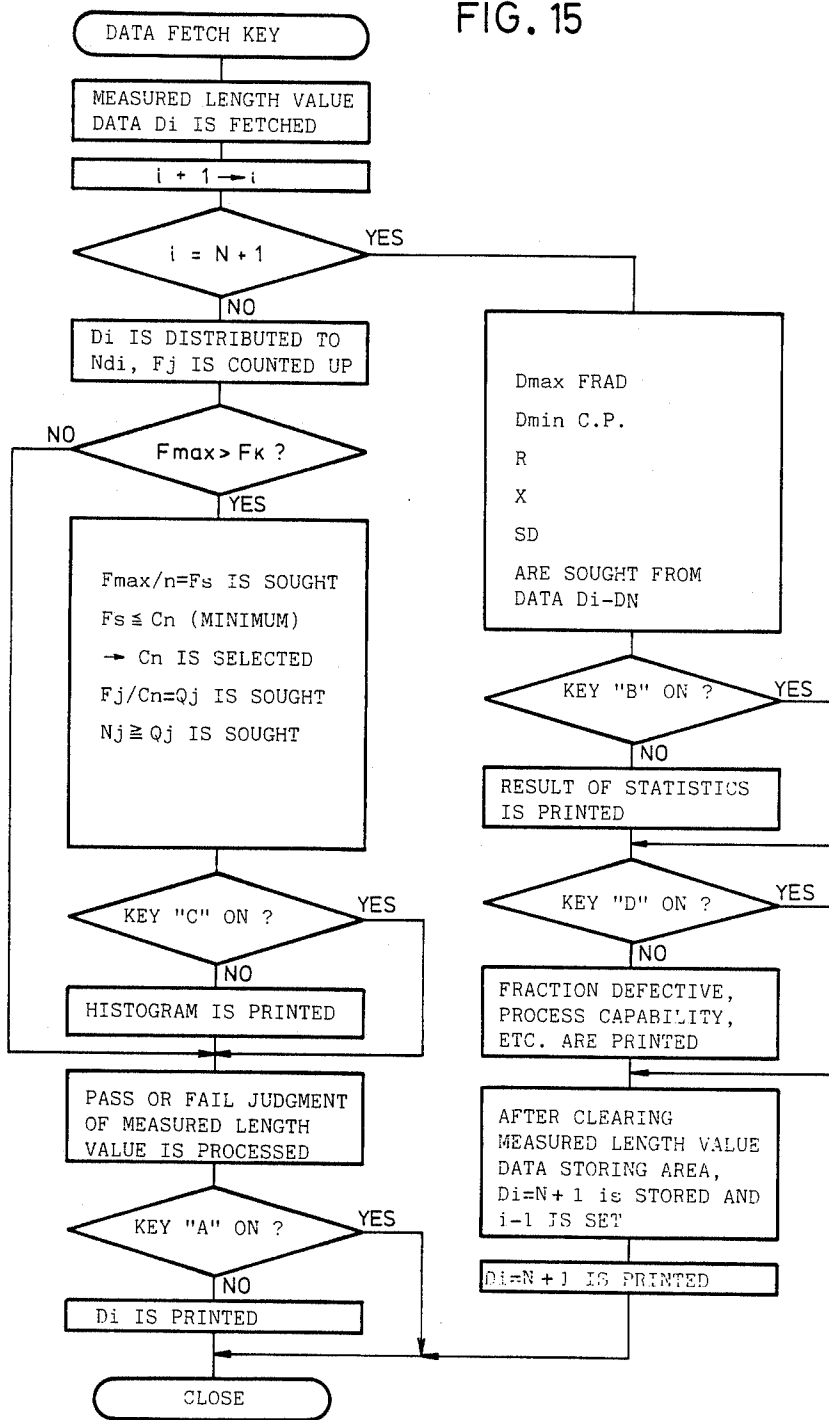 FIG. 15
DATA FETCH KEY
MEASURED LENGTH VALUE
DATA Di IS FETCHED
i + 1 → i
i = N + 1
YES
NO
Di IS DISTRIBUTED TO
Ndi, Fj IS COUNTED UP
NO
Fmax > FK ?
YES
Fmax/n=Fs IS SOUGHT
Fs ≦ Cn (MINIMUM)
→ Cn IS SELECTED
Fj/Cn=Qj IS SOUGHT
Nj ≧ Qj IS SOUGHT
KEY "C" ON ?
YES
NO
HISTOGRAM IS PRINTED
PASS OR FAIL JUDGMENT
OF MEASURED LENGTH
VALUE IS PROCESSED
KEY "A" ON ?
YES
NO
Di IS PRINTED
CLOSE
Dmax FRAD
Dmin C.P.
R
X
SD
ARE SOUGHT FROM
DATA Di-DN
KEY "B" ON ?
YES
NO
RESULT OF STATISTICS
IS PRINTED
KEY "D" ON ?
YES
NO
FRACTION DEFECTIVE,
PROCESS CAPABILITY,
ETC. ARE PRINTED
AFTER CLEARING
MEASURED LENGTH VALUE
DATA STORING AREA,
Di=N+1 is STORED AND
i-1 IS SET
Di=N+1 IS PRINTED